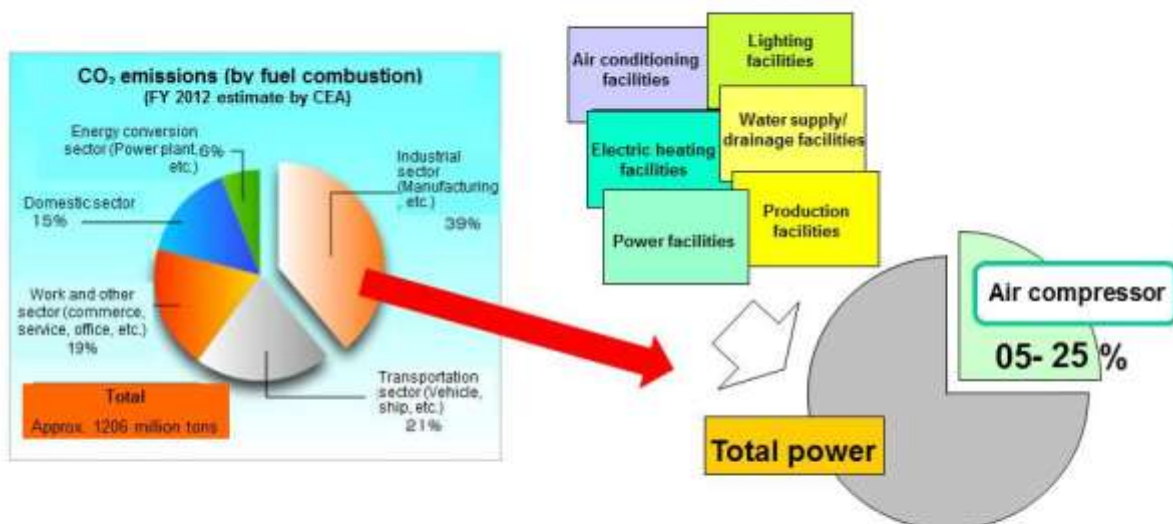 CO₂ emissions (by fuel combustion)
(FY 2012 estimate by CEA)
Energy conversion
sector (Power plant, 6%
etc.)
Industrial
sector
(Manufacturing
, etc.)
39%
Domestic sector
15%
Work and other
sector (commerce,
service, office, etc.)
19%
Transportation
sector (Vehicle,
ship, etc.)
21%
Total
Approx. 1206 million tons
Air conditioning
facilities
Lighting
facilities
Electric heating
facilities
Water supply/
drainage facilities
Power facilities
Production
facilities
Air compressor
05- 25 %
Total power